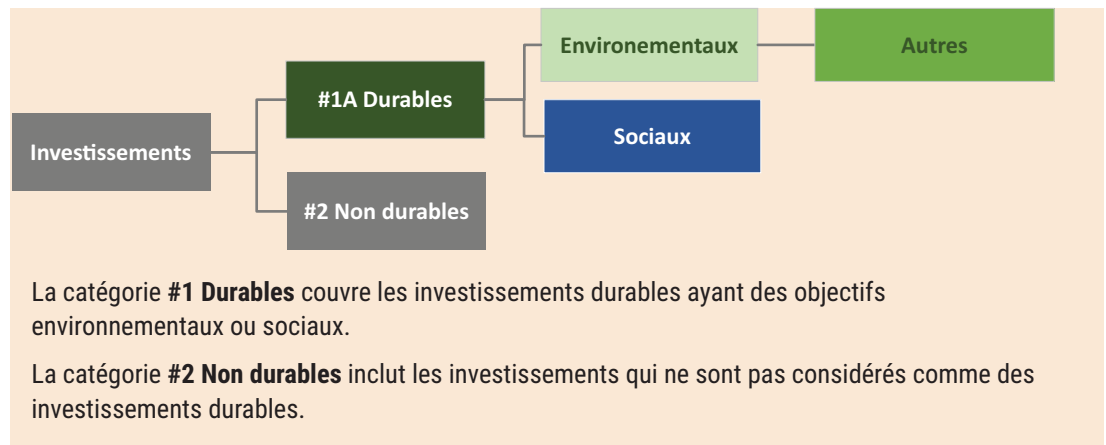 Environementaux
Autres
#1A Durables
Sociaux
Investissements
#2 Non durables
La catégorie #1 Durables couvre les investissements durables ayant des objectifs
environnementaux ou sociaux.
La catégorie #2 Non durables inclut les investissements qui ne sont pas considérés comme des
investissements durables.